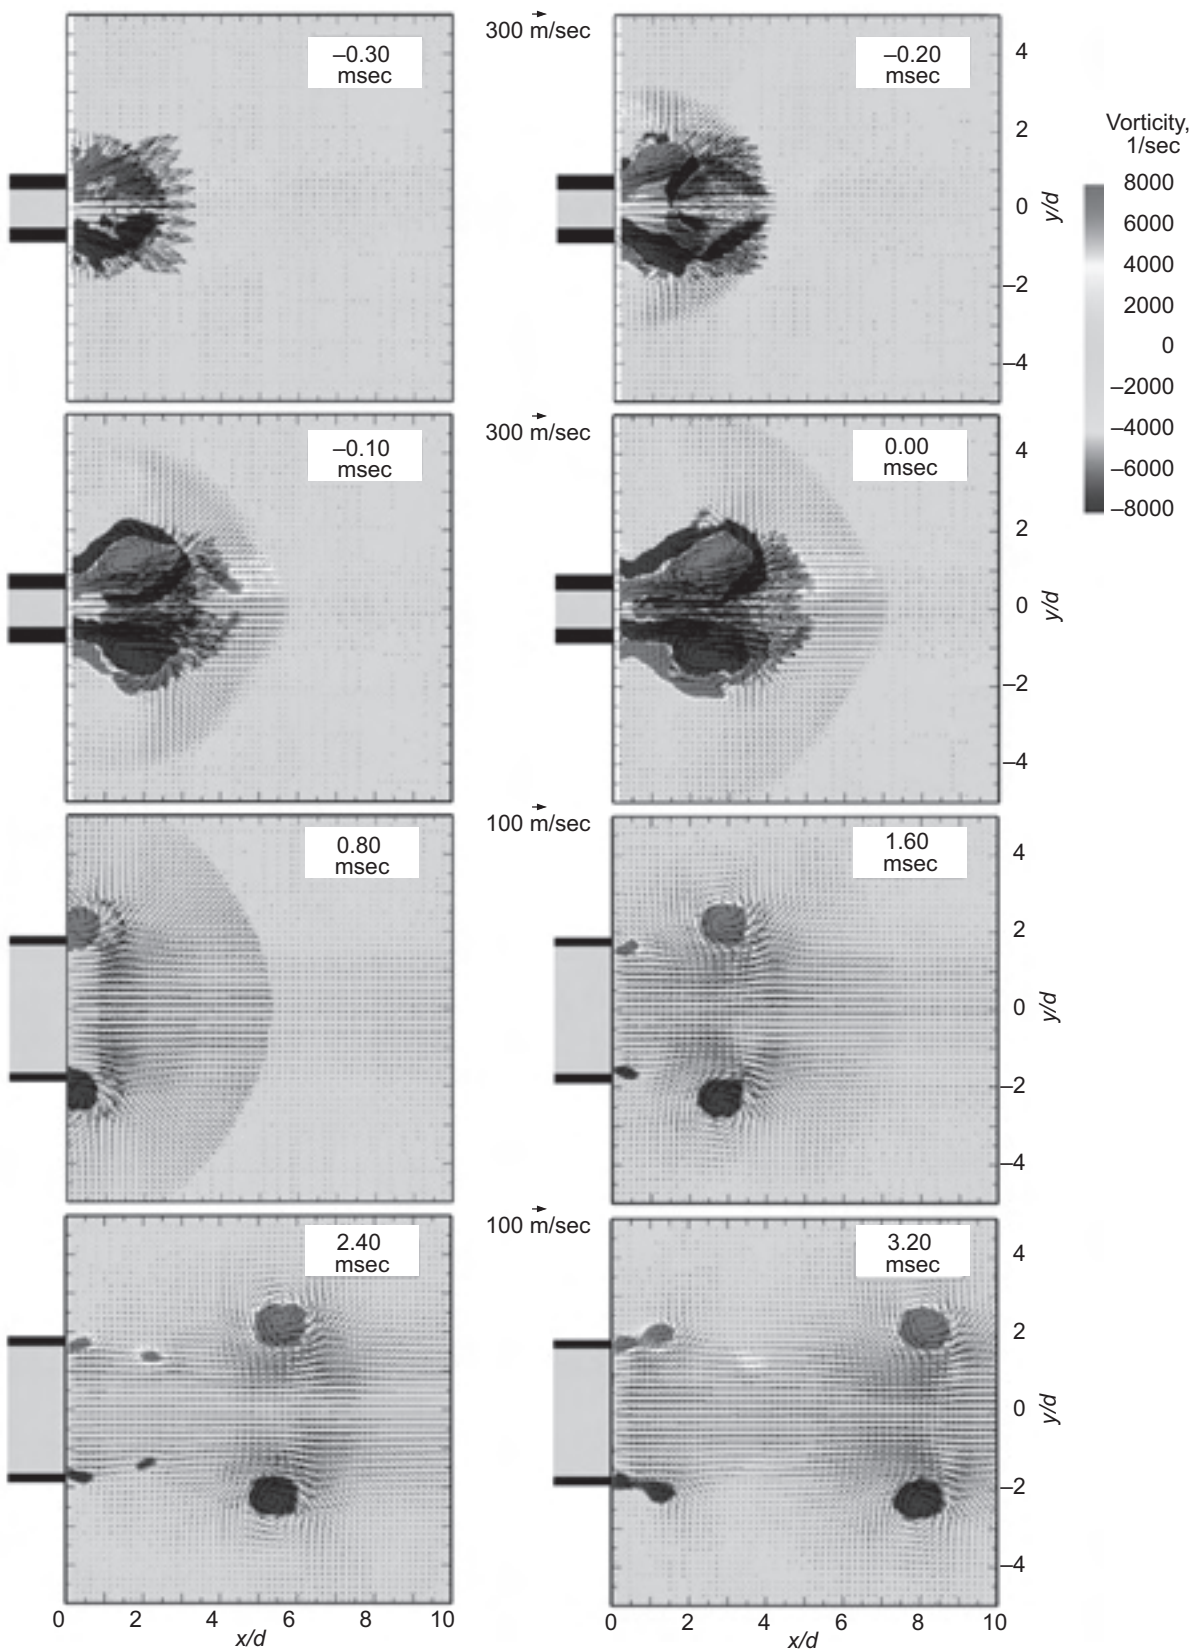 300 m/sec
–0.30
msec
–0.20
msec
4
2
0
–2
–4
y/d
Vorticity,
1/sec
8000
6000
4000
2000
0
–2000
–4000
–6000
–8000
300 m/sec
–0.10
msec
0.00
msec
4
2
0
–2
–4
y/d
100 m/sec
0.80
msec
1.60
msec
4
2
0
–2
–4
y/d
100 m/sec
2.40
msec
3.20
msec
4
2
0
–2
–4
y/d
0 2 4 6 8 10
x/d
0 2 4 6 8 10
x/d